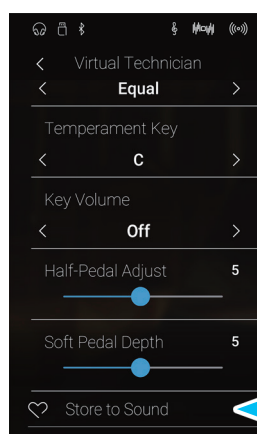 Virtual Technician
Equal
Temperament Key
C
Key Volume
Off
Half-Pedal Adjust 5
Soft Pedal Depth 5
Store to Sound